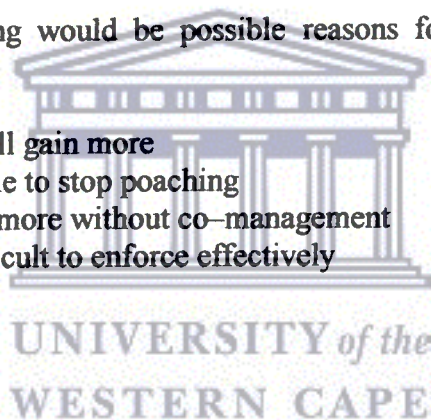 ng would be possible reasons fo
ll gain more
le to stop poaching
more without co–management
cult to enforce effectively
UNIVERSITY of the
WESTERN CAPE